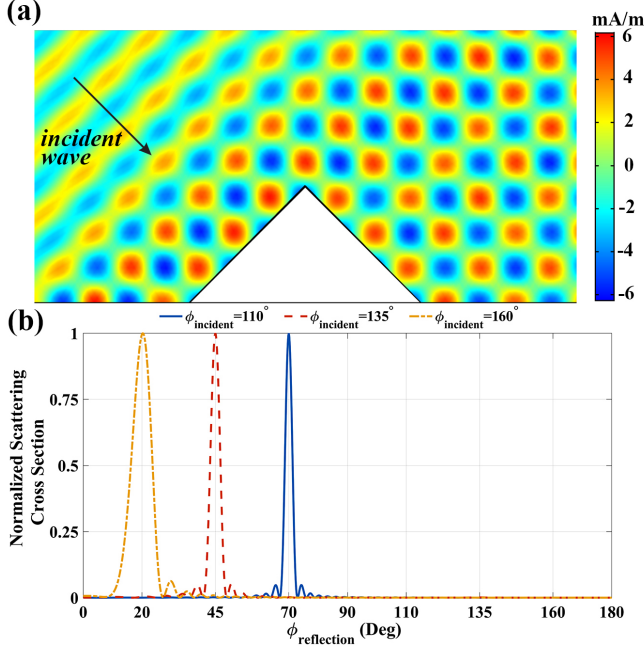 (a)
mA/m
incident
wave
6
4
2
0
-2
-4
-6
(b)
ϕincident=110° ϕincident=135° ϕincident=160°
Normalized Scattering
Cross Section
1
0.75
0.5
0.25
0
0 20 45 70 90 110 135 160 180
ϕreflection (Deg)